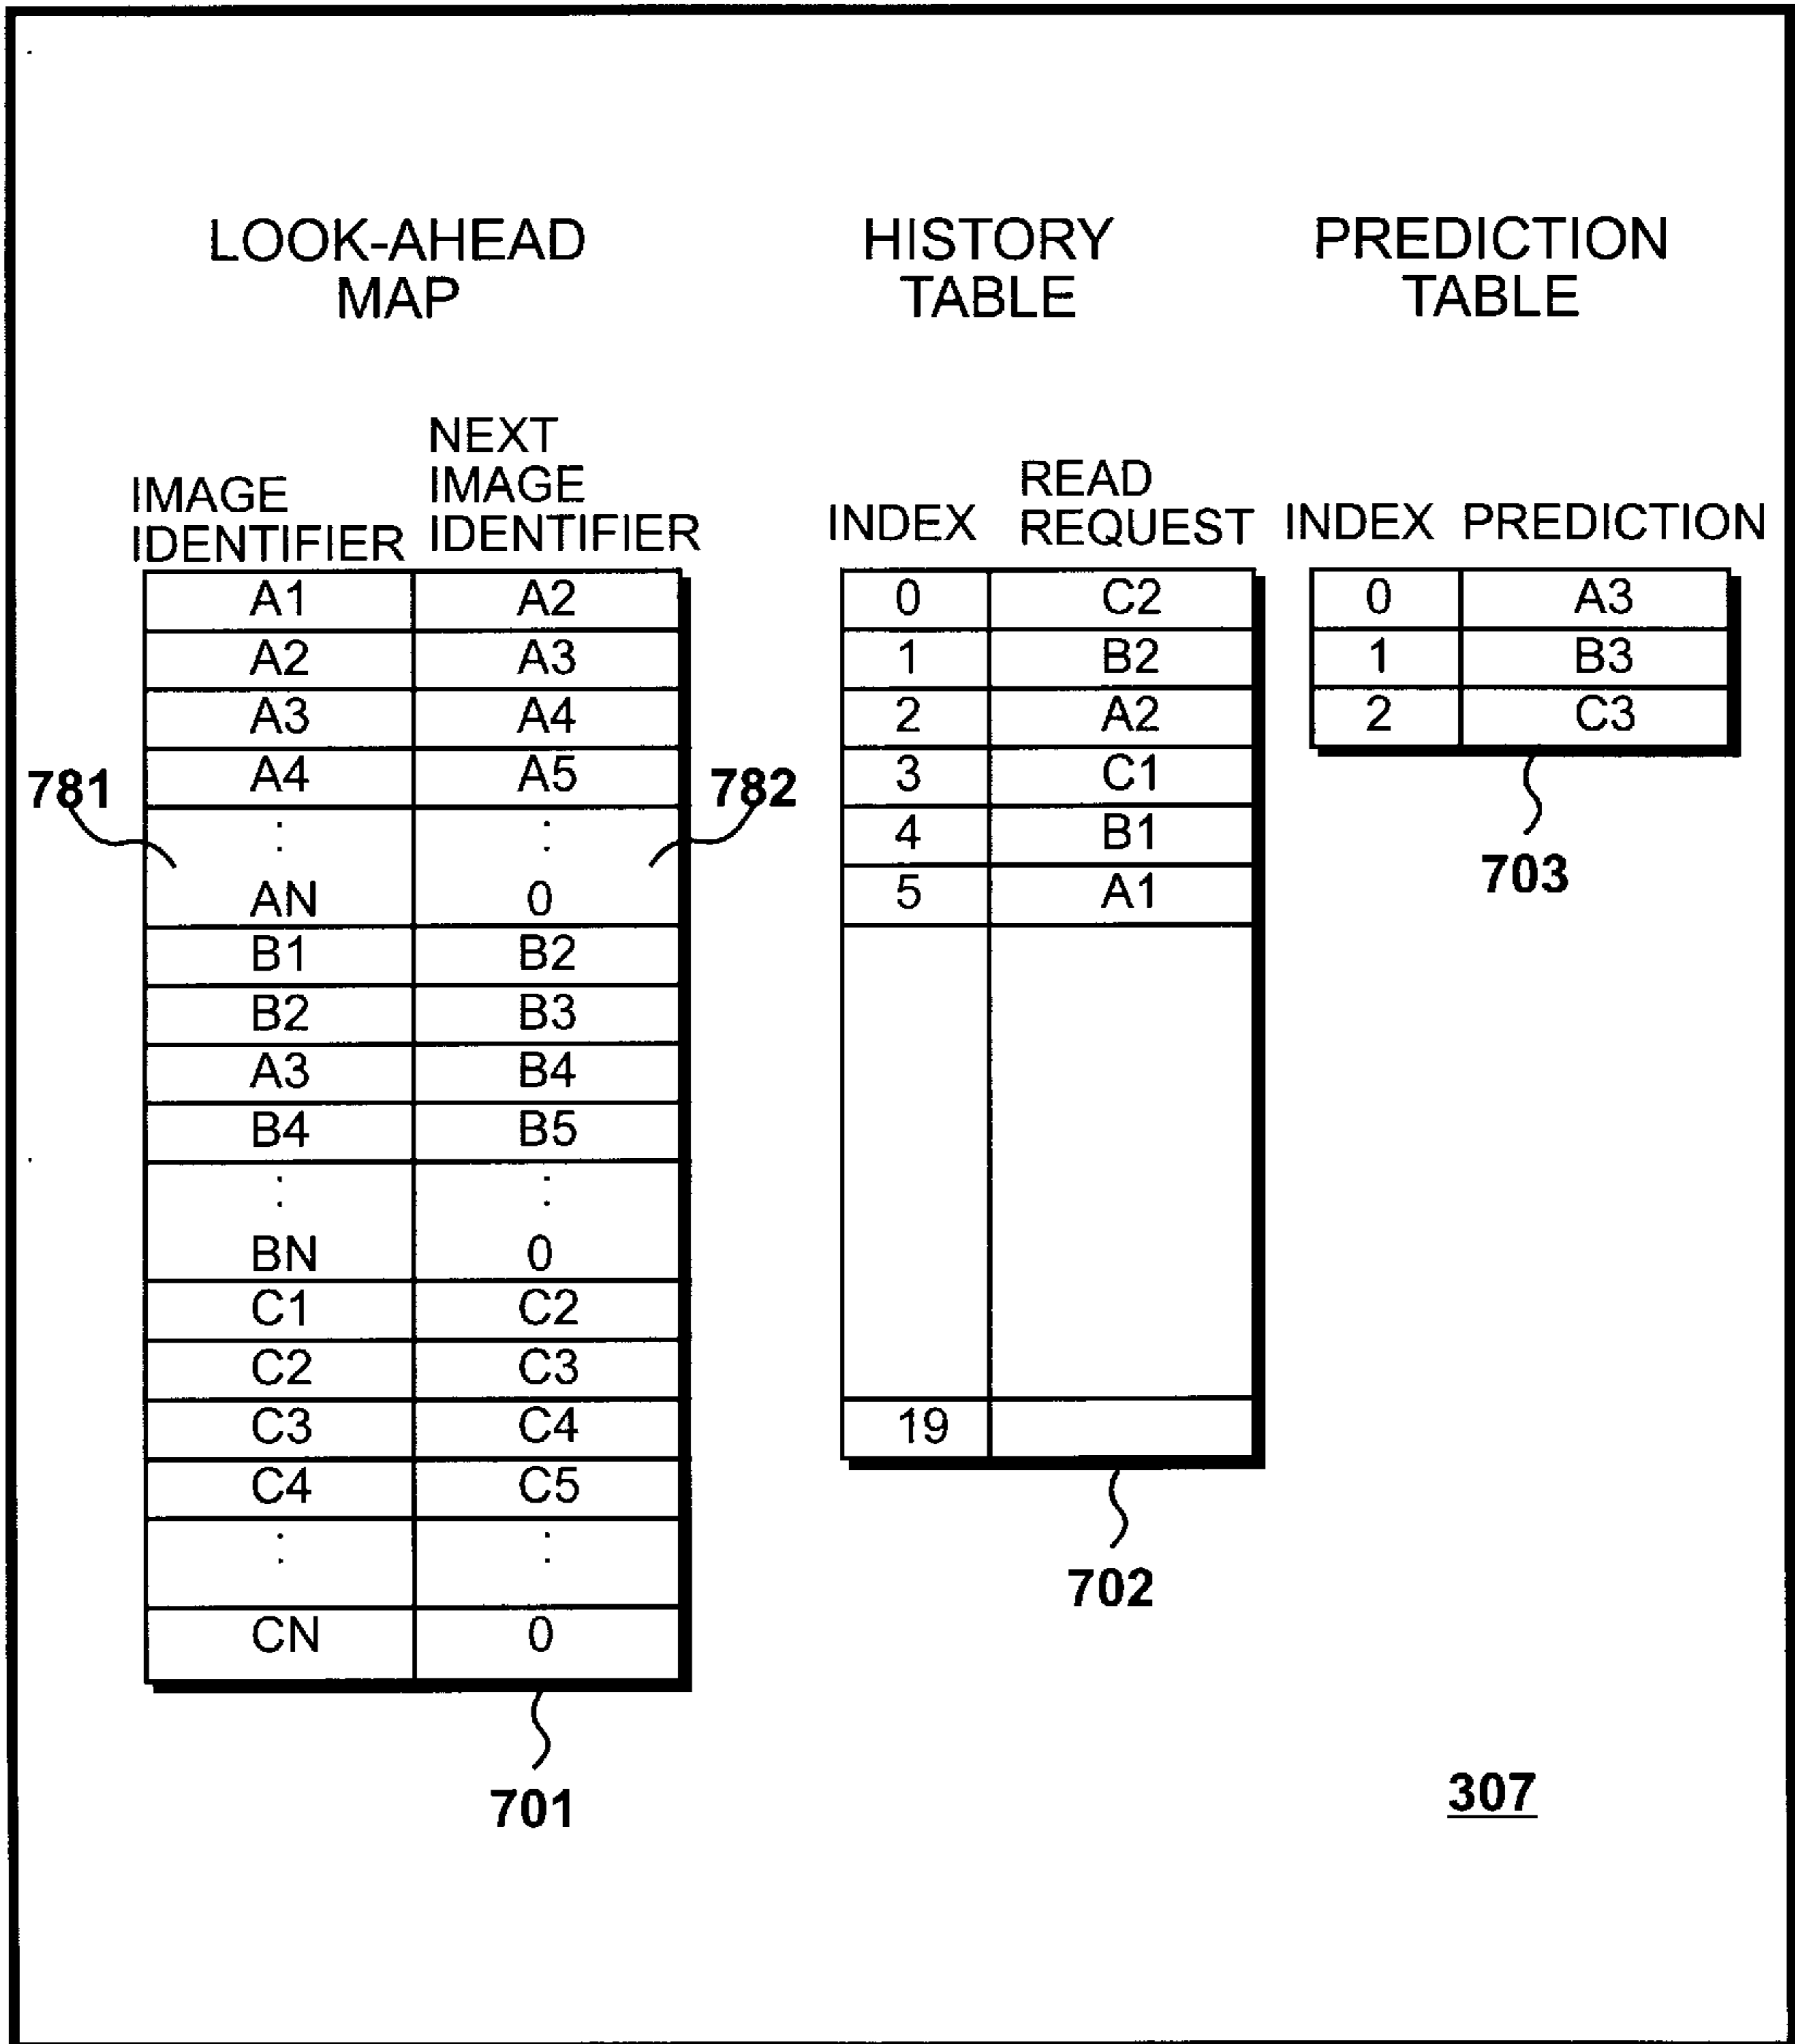 LOOK-AHEAD
MAP
HISTORY
TABLE
PREDICTION
TABLE
IMAGE
IDENTIFIER
NEXT
IMAGE
IDENTIFIER
A1 A2
A2 A3
A3 A4
A4 A5
: :
AN 0
B1 B2
B2 B3
A3 B4
B4 B5
: :
BN 0
C1 C2
C2 C3
C3 C4
C4 C5
: :
CN 0
781
782
701
INDEX
READ
REQUEST
0 C2
1 B2
2 A2
3 C1
4 B1
5 A1
19
702
INDEX PREDICTION
0 A3
1 B3
2 C3
703
307